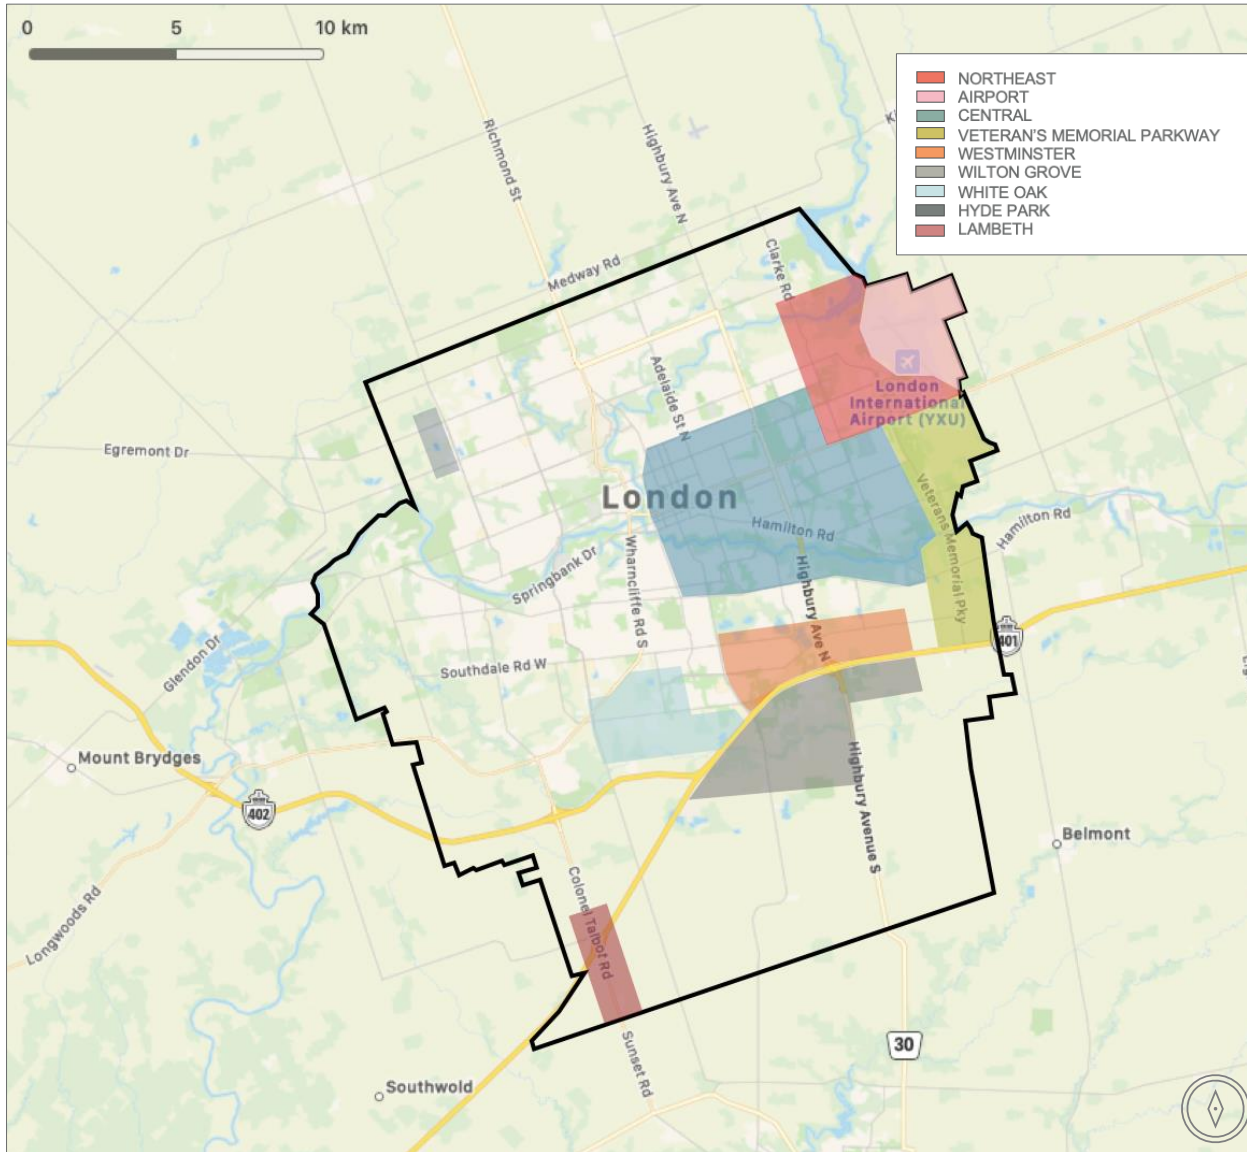 0 5 10 km
NORTHEAST
AIRPORT
CENTRAL
VETERAN'S MEMORIAL PARKWAY
WESTMINSTER
WILTON GROVE
WHITE OAK
HYDE PARK
LAMBETH
Richmond St
Highbury Ave N
Clarke Rd
Medway Rd
Adelaide St N
London
International
Airport (YXU)
Egremont Dr
London
Veterans Memorial Pky
Hamilton Rd
Hamilton Rd
Springbank Dr
Wharncliffe Rd S
Highbury Ave N
401
Glendon Dr
Southdale Rd W
Mount Brydges
402
Highbury Avenue S
Belmont
Longwoods Rd
Colonel Talbot Rd
Sunset Rd
30
Southwold